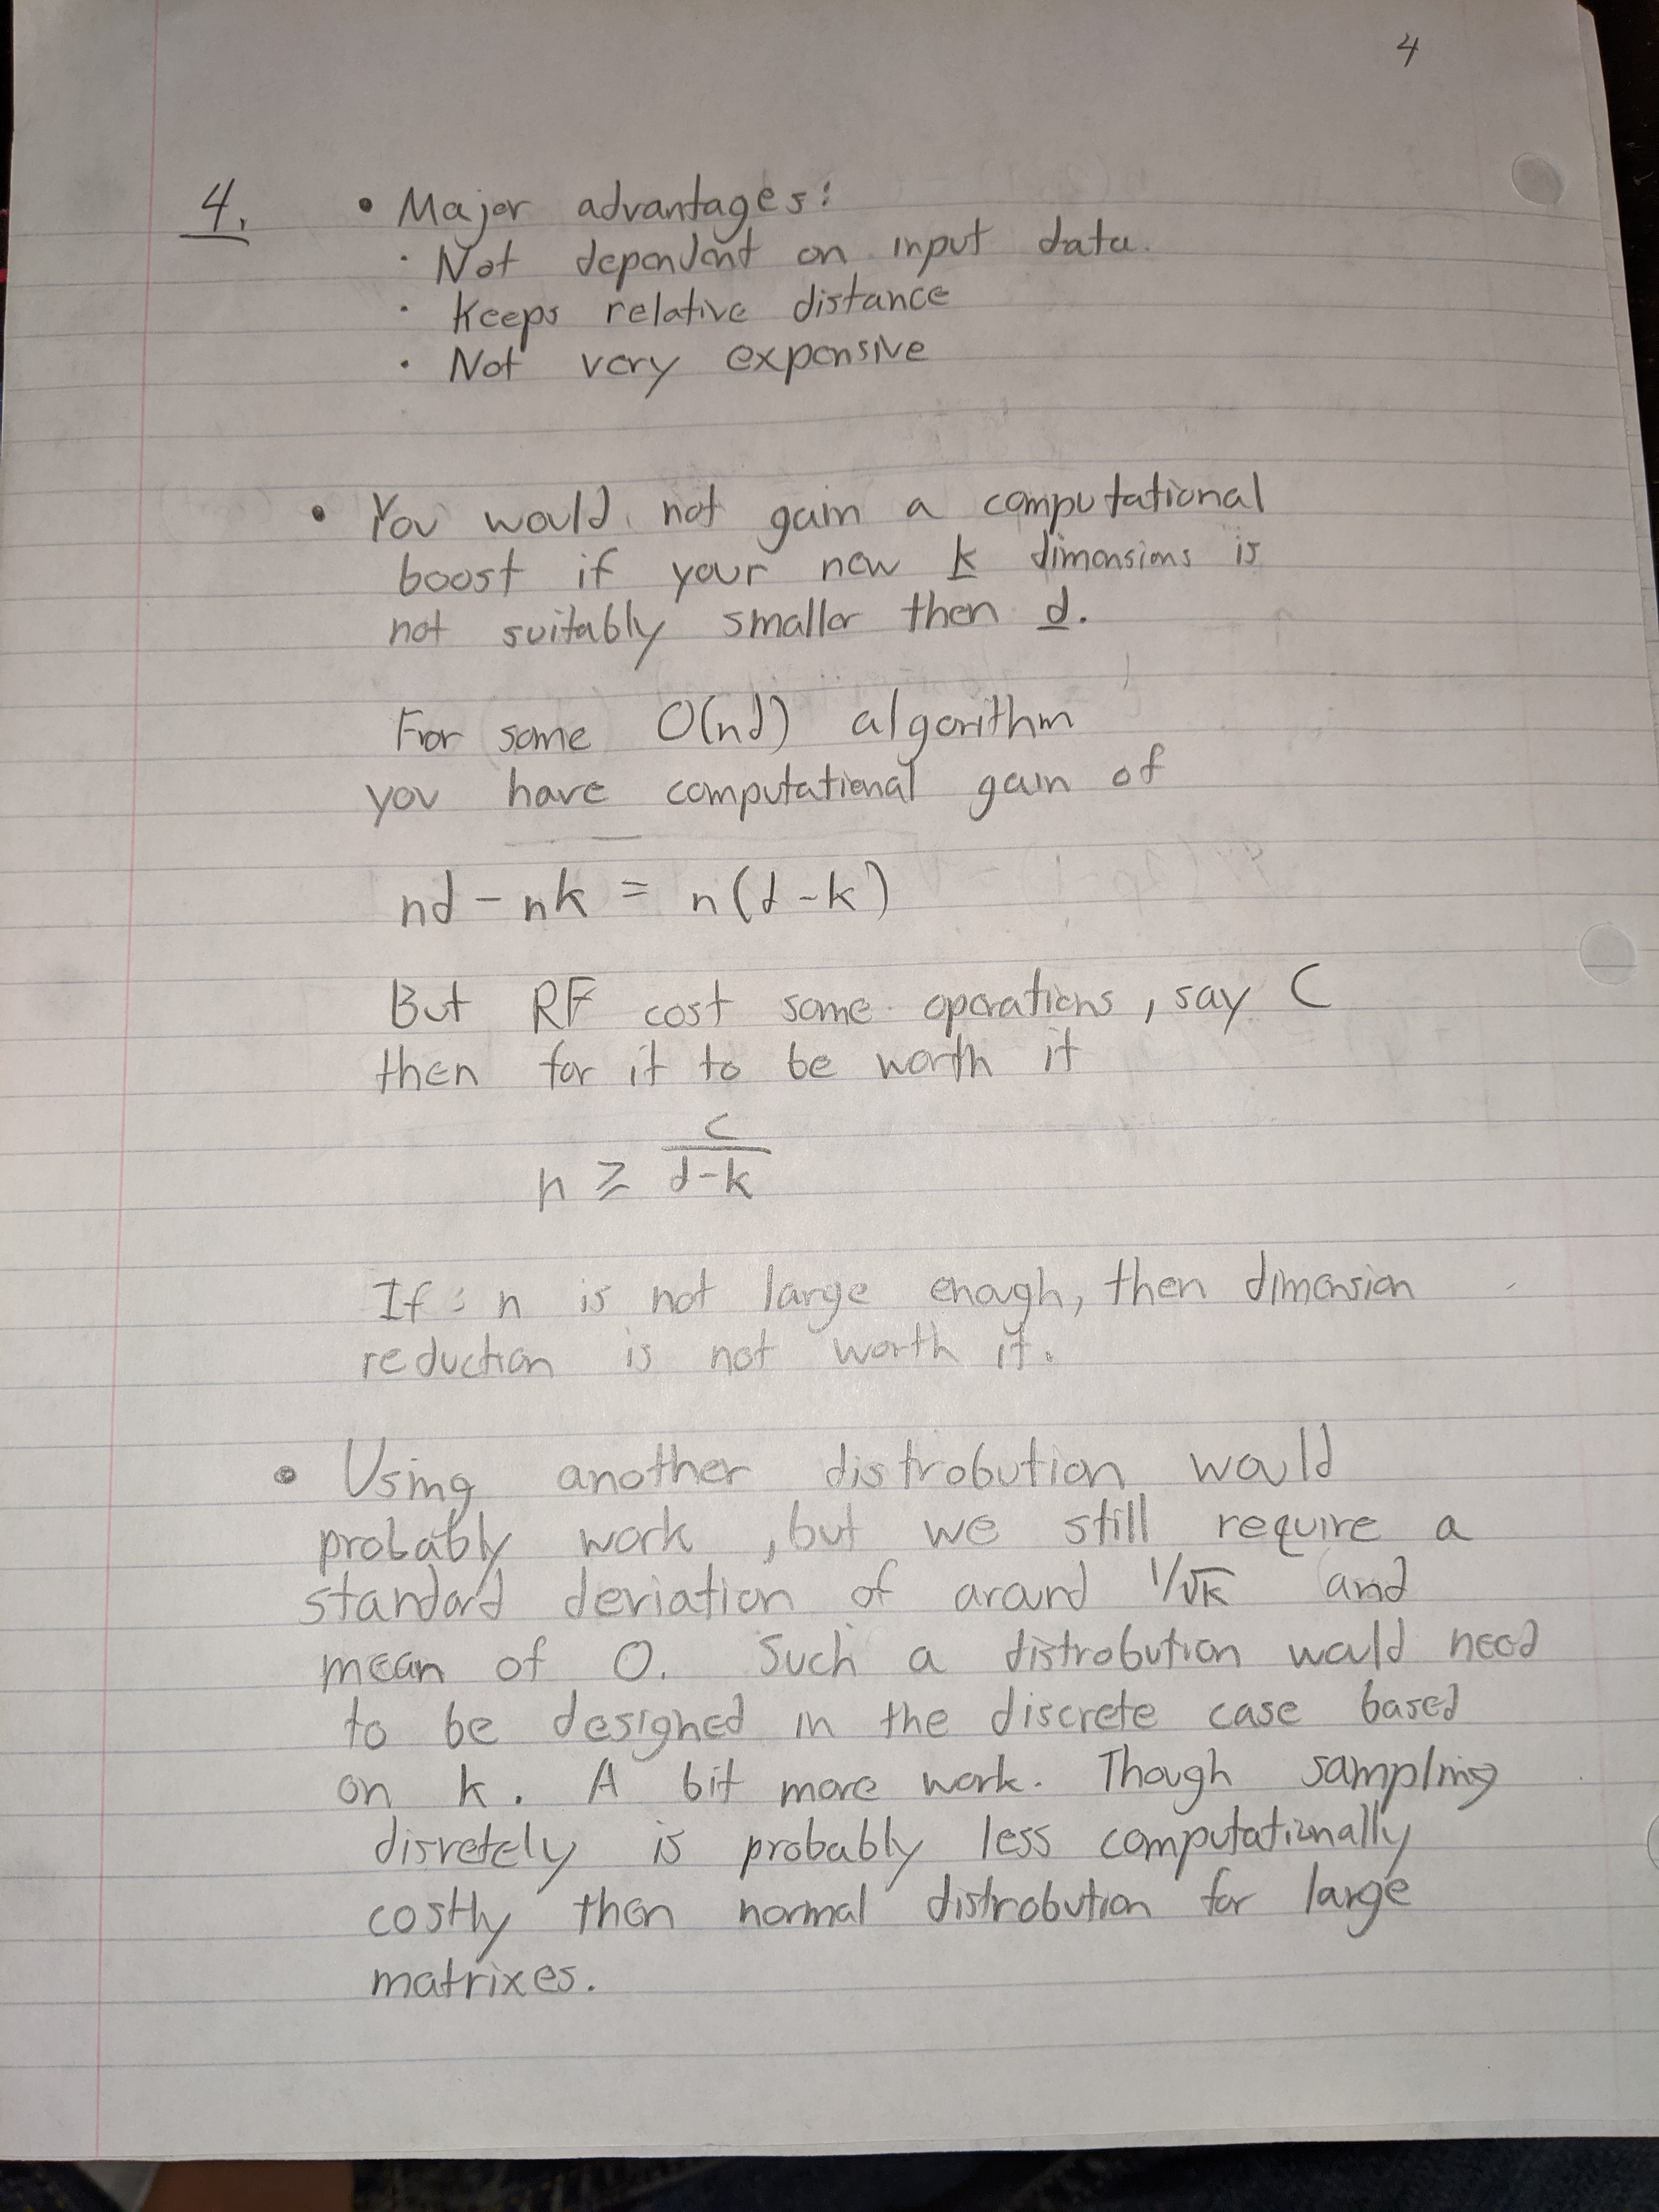 4
4. • Major advantages:
· Not dependent on input data.
· Keeps relative distance
· Not very expensive
• You would not gain a computational
boost if your new k dimensions is
not suitably smaller then d.
For some O(nd) algorithm
you have computational gain of
nd - nk = n(d-k)
But RF cost some operations, say C
then for it to be worth it
n ≥ C/(d-k)
If n is not large enough, then dimension
reduction is not worth it.
• Using another distrobution would
probably work, but we still require a
standard deviation of around 1/√k and
mean of 0. Such a distrobution would need
to be designed in the discrete case based
on k. A bit more work. Though sampling
disretely is probably less computationally
costly then normal distrobution for large
matrixes.